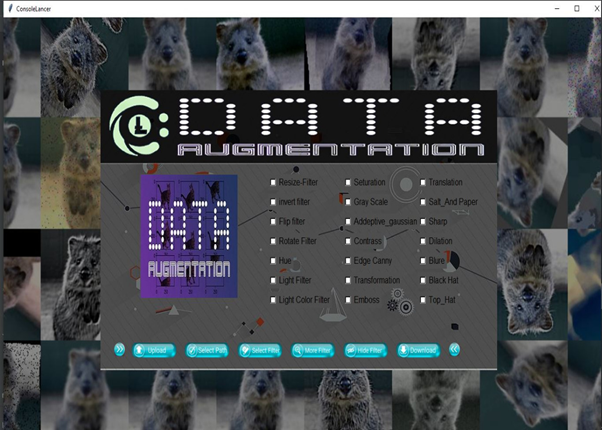 ConsoleLancer
DATA
AUGMENTATION
DATA
AUGMENTATION
Resize-Filter
invert filter
Flip filter
Rotate Filter
Hue
Light Filter
Light Color Filter
Seturation
Gray Scale
Addeptive_gaussian
Contrass
Edge Canny
Transformation
Emboss
Translation
Salt_And Paper
Sharp
Dilation
Blure
Black Hat
Top_Hat
Upload
Select Path
Select Filter
More Filter
Hide Filter
Download